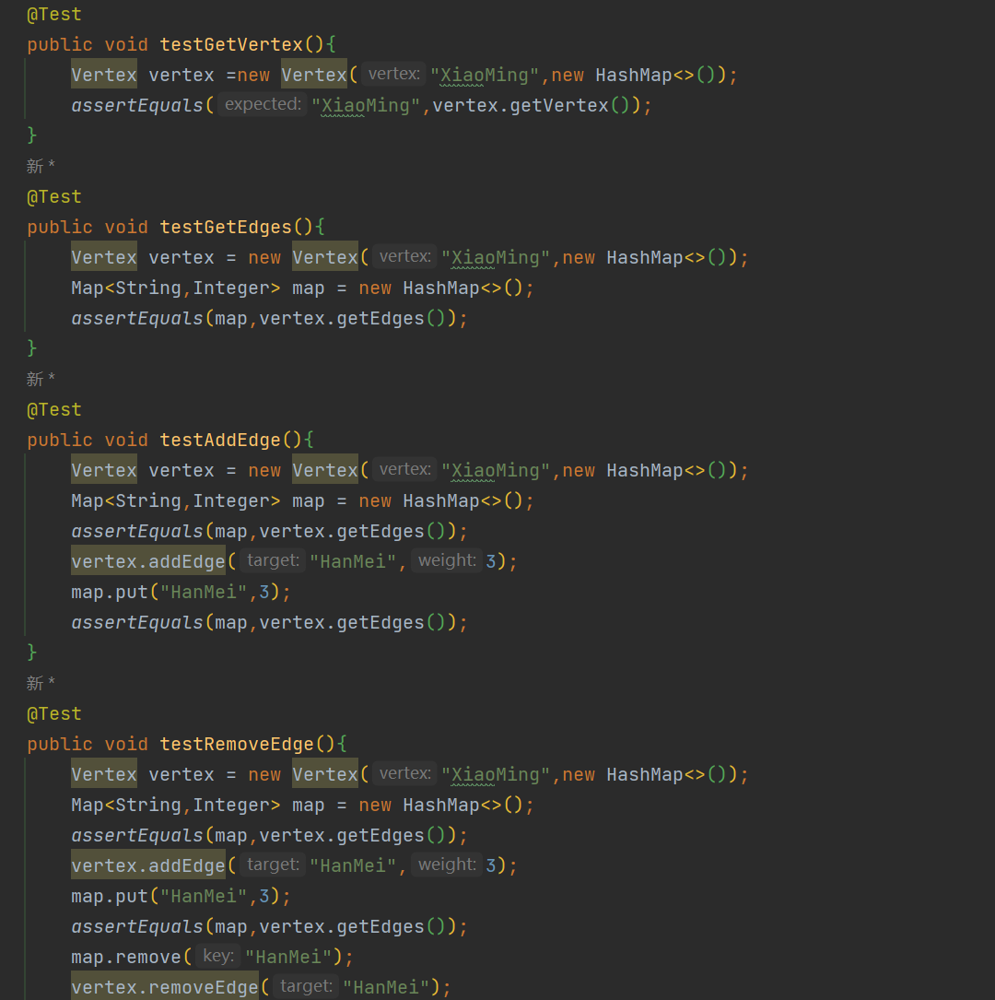 @Test
public void testGetVertex(){
Vertex vertex =new Vertex( vertex: "XiaoMing",new HashMap<>());
assertEquals( expected: "XiaoMing",vertex.getVertex());
}
新 *
@Test
public void testGetEdges(){
Vertex vertex = new Vertex( vertex: "XiaoMing",new HashMap<>());
Map<String,Integer> map = new HashMap<>();
assertEquals(map,vertex.getEdges());
}
新 *
@Test
public void testAddEdge(){
Vertex vertex = new Vertex( vertex: "XiaoMing",new HashMap<>());
Map<String,Integer> map = new HashMap<>();
assertEquals(map,vertex.getEdges());
vertex.addEdge( target: "HanMei", weight: 3);
map.put("HanMei",3);
assertEquals(map,vertex.getEdges());
}
新 *
@Test
public void testRemoveEdge(){
Vertex vertex = new Vertex( vertex: "XiaoMing",new HashMap<>());
Map<String,Integer> map = new HashMap<>();
assertEquals(map,vertex.getEdges());
vertex.addEdge( target: "HanMei", weight: 3);
map.put("HanMei",3);
assertEquals(map,vertex.getEdges());
map.remove( key: "HanMei");
vertex.removeEdge( target: "HanMei");